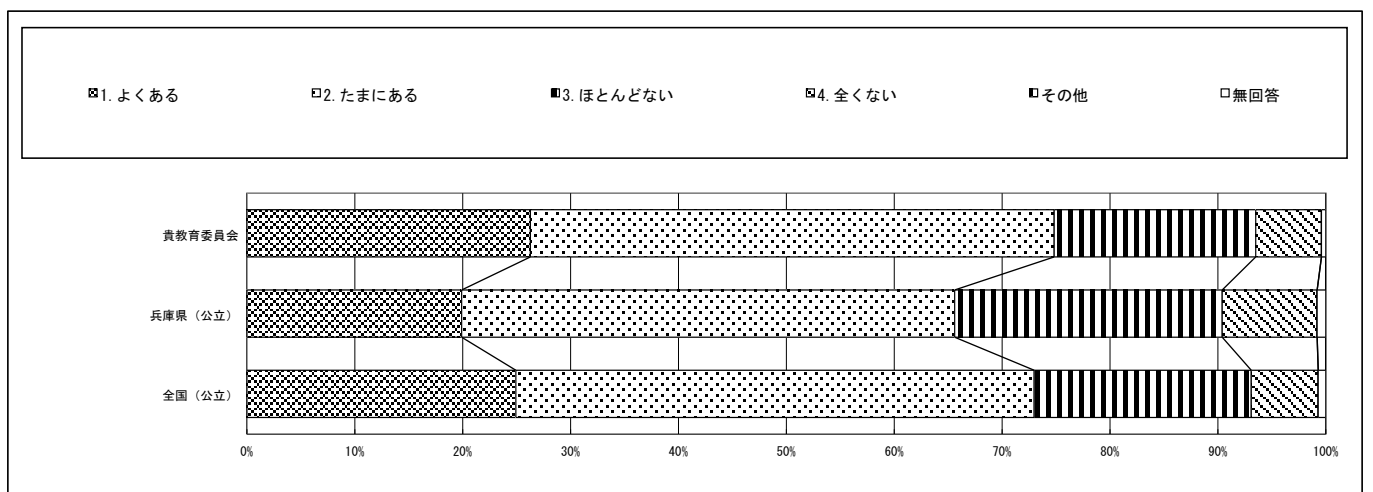 1. よくある 2. たまにある 3. ほとんどない 4. 全くない その他 無回答
貴教育委員会
兵庫県（公立）
全国（公立）
0% 10% 20% 30% 40% 50% 60% 70% 80% 90% 100%